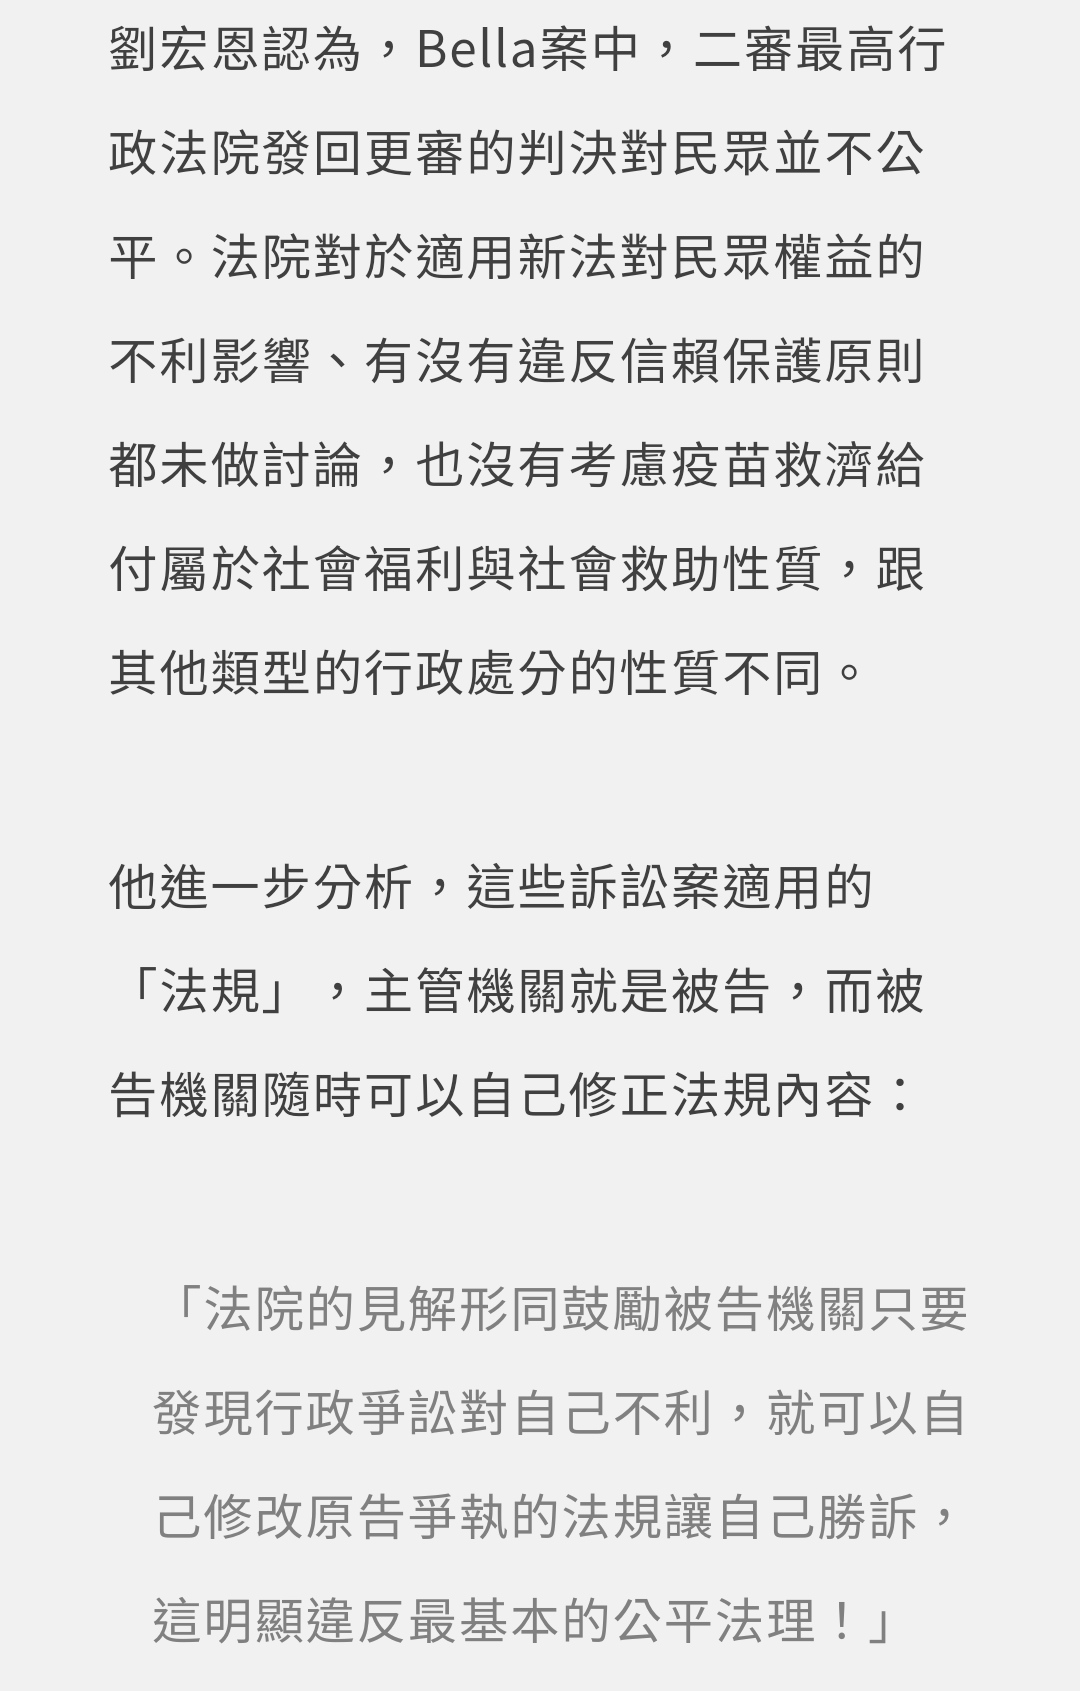 劉宏恩認為，Bella案中，二審最高行
政法院發回更審的判決對民眾並不公
平。法院對於適用新法對民眾權益的
不利影響、有沒有違反信賴保護原則
都未做討論，也沒有考慮疫苗救濟給
付屬於社會福利與社會救助性質，跟
其他類型的行政處分的性質不同。
他進一步分析，這些訴訟案適用的
「法規」，主管機關就是被告，而被
告機關隨時可以自己修正法規內容：
「法院的見解形同鼓勵被告機關只要
發現行政爭訟對自己不利，就可以自
己修改原告爭執的法規讓自己勝訴，
這明顯違反最基本的公平法理！」